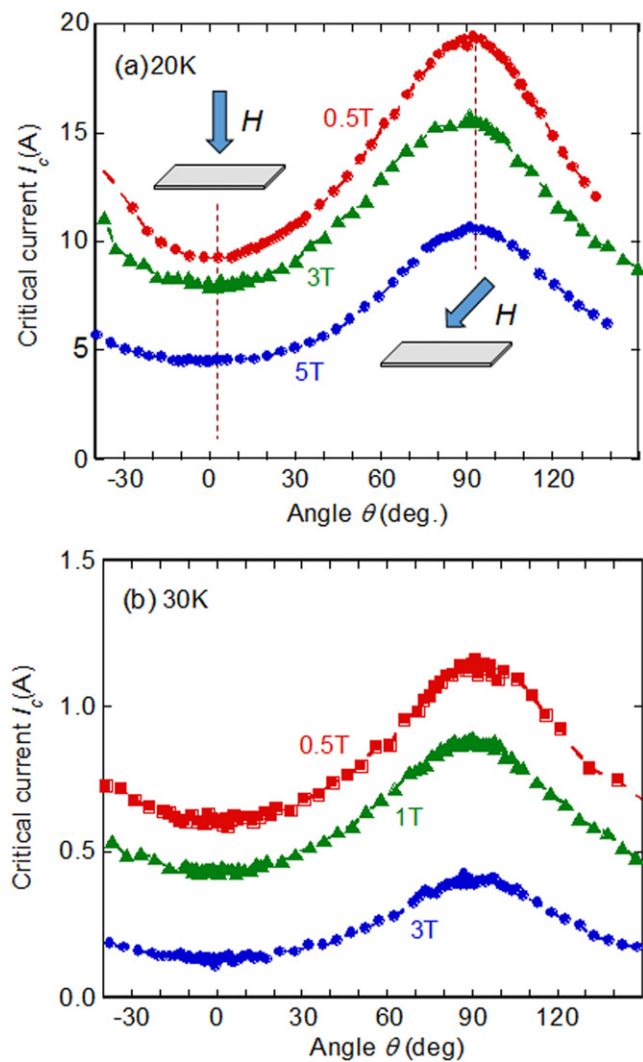 (a)20K
20
15
10
5
0
Critical current Ic(A)
H
0.5T
3T
5T
H
-30 0 30 60 90 120
Angle θ (deg.)
(b) 30K
1.5
1.0
0.5
0.0
Critical current Ic(A)
0.5T
1T
3T
-30 0 30 60 90 120
Angle θ (deg)